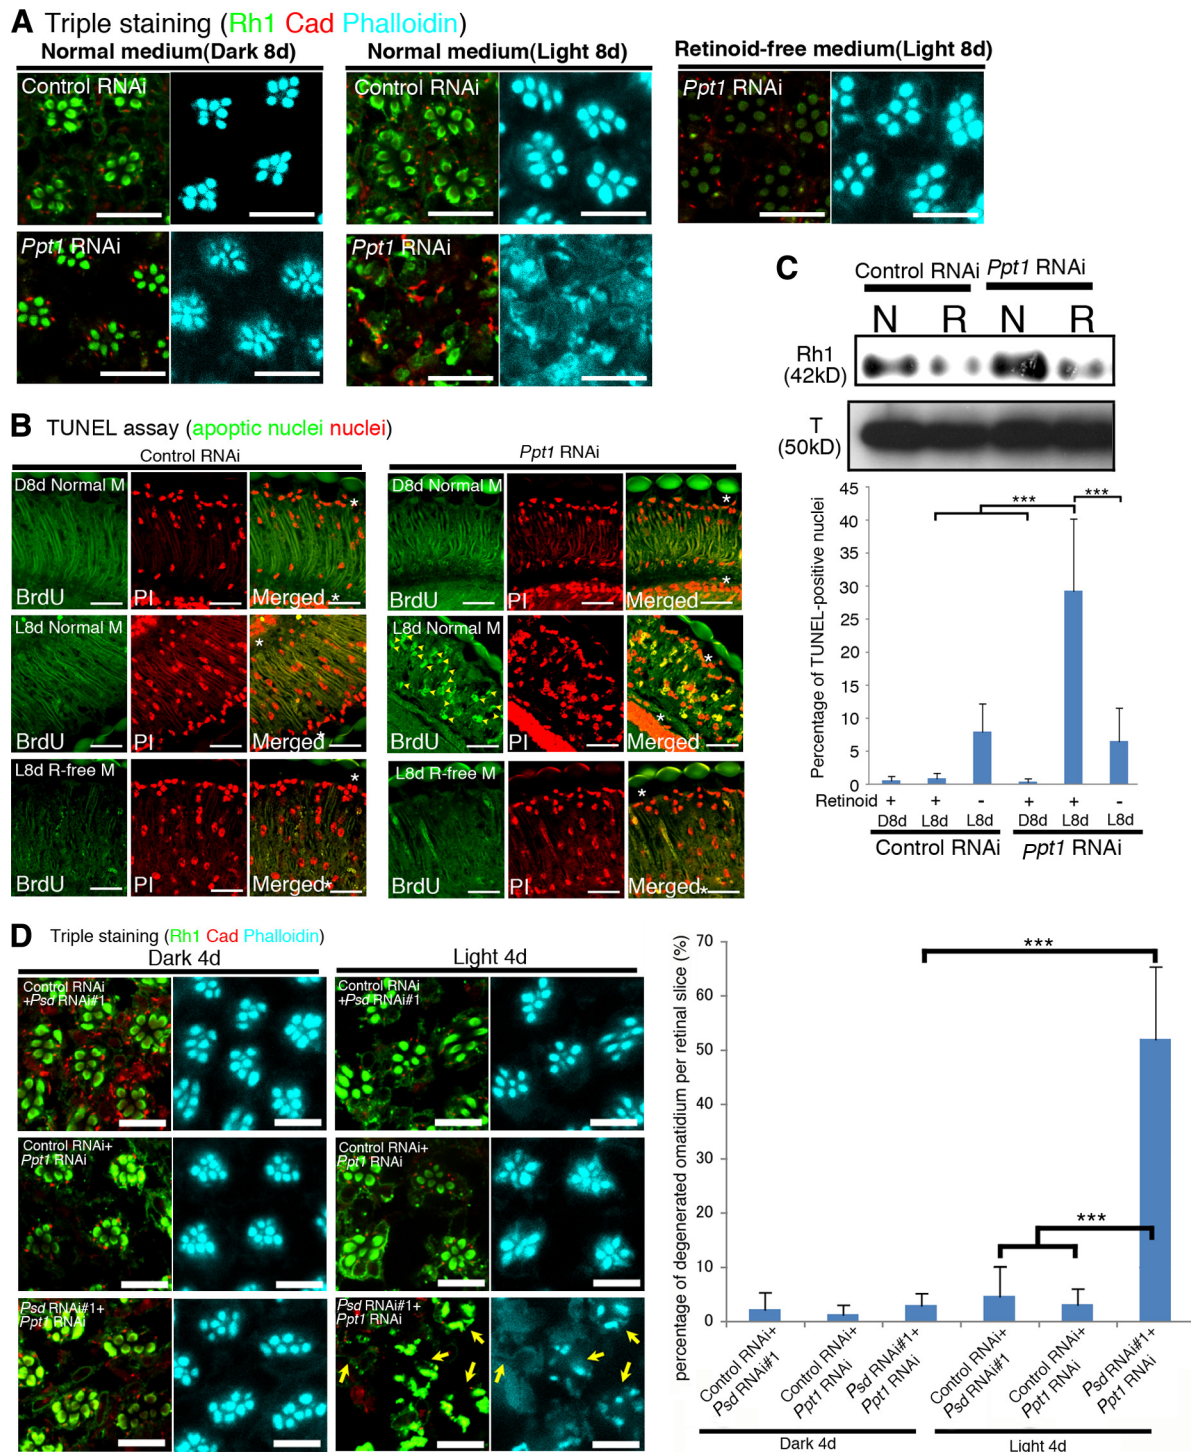 A Triple staining (Rh1 Cad Phalloidin)
Normal medium(Dark 8d)
Normal medium(Light 8d)
Retinoid-free medium(Light 8d)
Control RNAi
Control RNAi
Ppt1 RNAi
Ppt1 RNAi
Ppt1 RNAi
B TUNEL assay (apoptic nuclei nuclei)
Control RNAi
Ppt1 RNAi
D8d Normal M
BrdU
PI
Merged
*
*
D8d Normal M
BrdU
PI
Merged
*
*
L8d Normal M
BrdU
PI
Merged
*
*
L8d Normal M
BrdU
PI
Merged
*
*
L8d R-free M
BrdU
PI
Merged
*
*
L8d R-free M
BrdU
PI
Merged
*
*
C
Control RNAi
Ppt1 RNAi
N R N R
Rh1
(42kD)
T
(50kD)
Percentage of TUNEL-positive nuclei
45
40
35
30
25
20
15
10
5
0
***
***
Retinoid + + - + + -
D8d L8d L8d D8d L8d L8d
Control RNAi
Ppt1 RNAi
D Triple staining (Rh1 Cad Phalloidin)
Dark 4d
Light 4d
Control RNAi
+Psd RNAi#1
Control RNAi
+Psd RNAi#1
Control RNAi+
Ppt1 RNAi
Control RNAi+
Ppt1 RNAi
Psd RNAi#1+
Ppt1 RNAi
Psd RNAi#1+
Ppt1 RNAi
percentage of degenerated omatidium per retinal slice (%)
70
60
50
40
30
20
10
0
***
***
Control RNAi+
Psd RNAi#1
Control RNAi+
Ppt1 RNAi
Psd RNAi#1+
Ppt1 RNAi
Control RNAi+
Psd RNAi#1
Control RNAi+
Ppt1 RNAi
Psd RNAi#1+
Ppt1 RNAi
Dark 4d
Light 4d